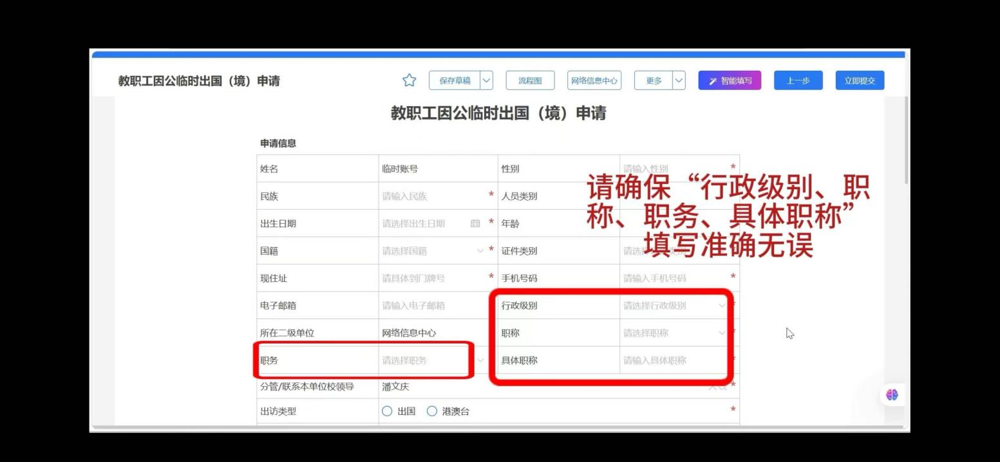 教职工因公临时出国（境）申请
保存草稿 流程图 网络信息中心 更多 智能填写 上一步 立即提交
教职工因公临时出国（境）申请
申请信息
姓名 临时账号 性别 请输入性别 *
民族 请输入民族 * 人员类别
出生日期 请选择出生日期 * 年龄
国籍 请选择国籍 * 证件类别
现住址 请具体到门牌号 * 手机号码 请输入手机号码 *
电子邮箱 请输入电子邮箱 行政级别 请选择行政级别 *
所在二级单位 网络信息中心 职称 请选择职称 *
职务 请选择职务 具体职称 请输入具体职称 *
分管/联系本单位校领导 潘文庆 *
出访类型 出国 港澳台 *
请确保“行政级别、职
称、职务、具体职称”
填写准确无误